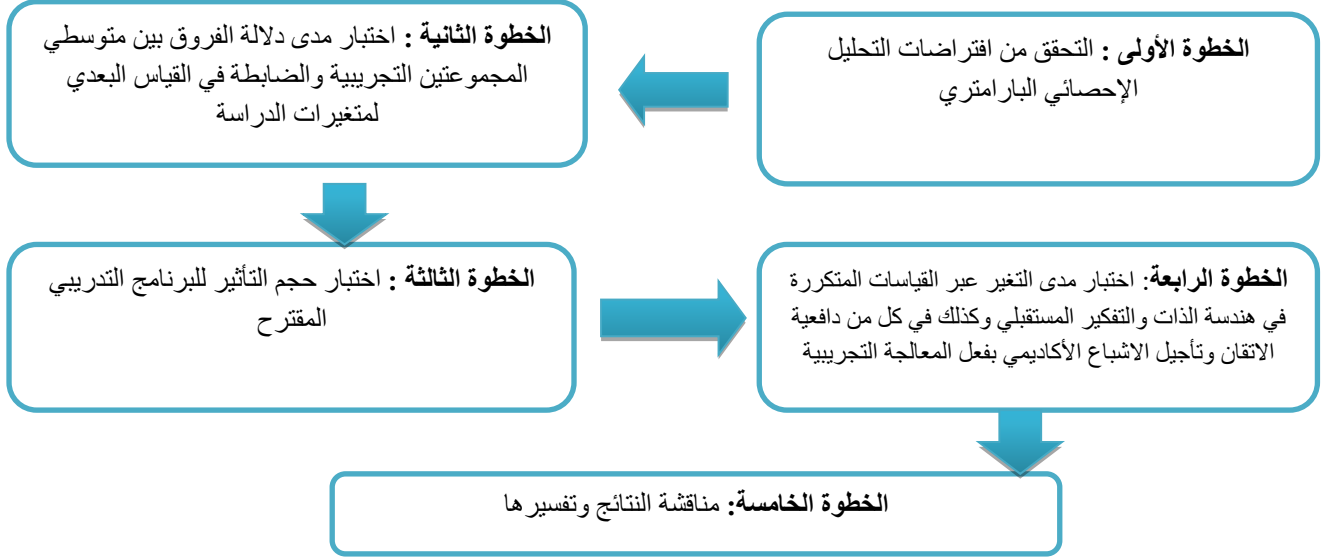 الخطوة الأولى : التحقق من افتراضات التحليل
الإحصائي البارامتري
الخطوة الثانية : اختبار مدى دلالة الفروق بين متوسطي
المجموعتين التجريبية والضابطة في القياس البعدي
لمتغيرات الدراسة
الخطوة الثالثة : اختبار حجم التأثير للبرنامج التدريبي
المقترح
الخطوة الرابعة: اختبار مدى التغير عبر القياسات المتكررة
في هندسة الذات والتفكير المستقبلي وكذلك في كل من دافعية
الاتقان وتأجيل الاشباع الأكاديمي بفعل المعالجة التجريبية
الخطوة الخامسة: مناقشة النتائج وتفسيرها